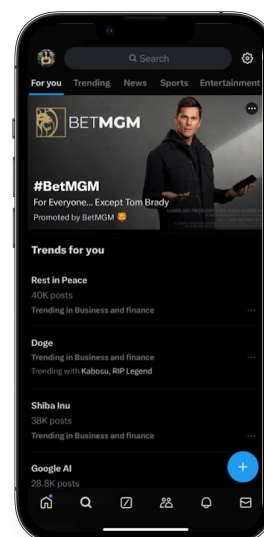 Search
For you Trending News Sports Entertainment
BETMGM
#BetMGM
For Everyone... Except Tom Brady
Promoted by BetMGM
Trends for you
Rest in Peace
40K posts
Trending in Business and finance
Doge
Trending in Business and finance
Trending with Kabosu, RIP Legend
Shiba Inu
38K posts
Trending in Business and finance
Google AI
28.8K posts